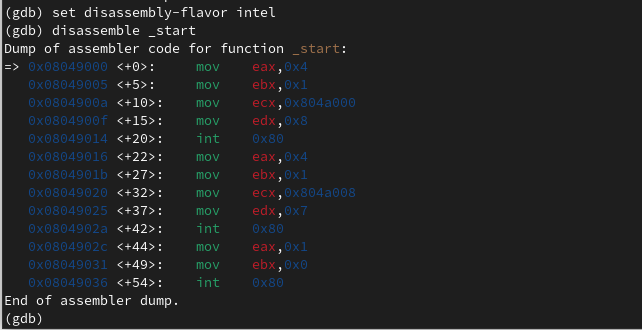 (gdb) set disassembly-flavor intel
(gdb) disassemble _start
Dump of assembler code for function _start:
=> 0x08049000 <+0>:     mov    eax,0x4
   0x08049005 <+5>:     mov    ebx,0x1
   0x0804900a <+10>:    mov    ecx,0x804a000
   0x0804900f <+15>:    mov    edx,0x8
   0x08049014 <+20>:    int    0x80
   0x08049016 <+22>:    mov    eax,0x4
   0x0804901b <+27>:    mov    ebx,0x1
   0x08049020 <+32>:    mov    ecx,0x804a008
   0x08049025 <+37>:    mov    edx,0x7
   0x0804902a <+42>:    int    0x80
   0x0804902c <+44>:    mov    eax,0x1
   0x08049031 <+49>:    mov    ebx,0x0
   0x08049036 <+54>:    int    0x80
End of assembler dump.
(gdb)